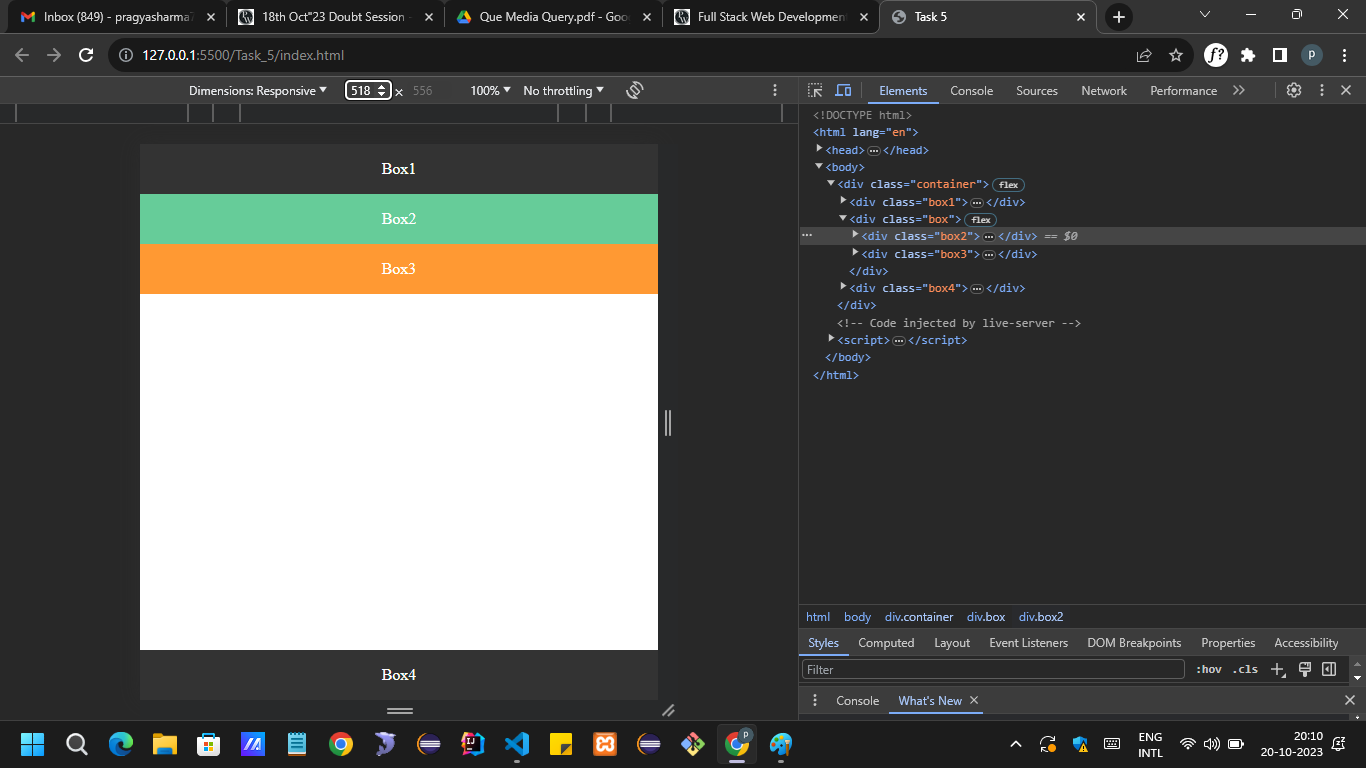 Inbox (849) - pragyasharma7
18th Oct"23 Doubt Session -
Que Media Query.pdf - Goo
Full Stack Web Development
Task 5
127.0.0.1:5500/Task_5/index.html
f?
p
Dimensions: Responsive
518 × 556
100%
No throttling
Elements
Console
Sources
Network
Performance
Box1
Box2
Box3
Box4
<!DOCTYPE html>
<html lang="en">
<head>…</head>
<body>
<div class="container"> flex
<div class="box1">…</div>
<div class="box"> flex
<div class="box2">…</div> == $0
<div class="box3">…</div>
</div>
<div class="box4">…</div>
</div>
<!-- Code injected by live-server -->
<script>…</script>
</body>
</html>
html body div.container div.box div.box2
Styles Computed Layout Event Listeners DOM Breakpoints Properties Accessibility
Filter
:hov .cls
Console
What's New
ENG
INTL
20:10
20-10-2023